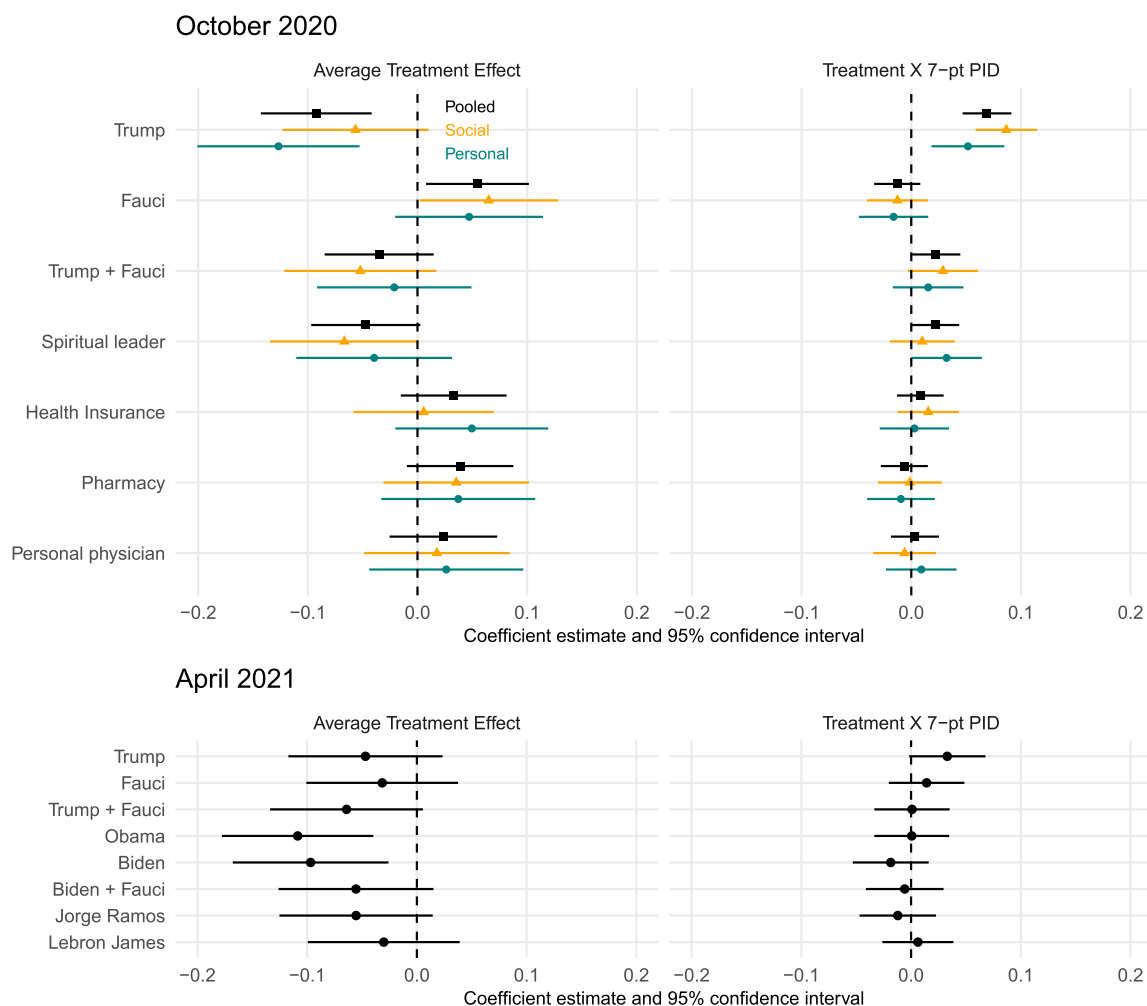 October 2020
Average Treatment Effect
Treatment X 7−pt PID
Pooled
Social
Personal
Trump
Fauci
Trump + Fauci
Spiritual leader
Health Insurance
Pharmacy
Personal physician
−0.2 −0.1 0.0 0.1 0.2 −0.2 −0.1 0.0 0.1 0.2
Coefficient estimate and 95% confidence interval
April 2021
Average Treatment Effect
Treatment X 7−pt PID
Trump
Fauci
Trump + Fauci
Obama
Biden
Biden + Fauci
Jorge Ramos
Lebron James
−0.2 −0.1 0.0 0.1 0.2 −0.2 −0.1 0.0 0.1 0.2
Coefficient estimate and 95% confidence interval